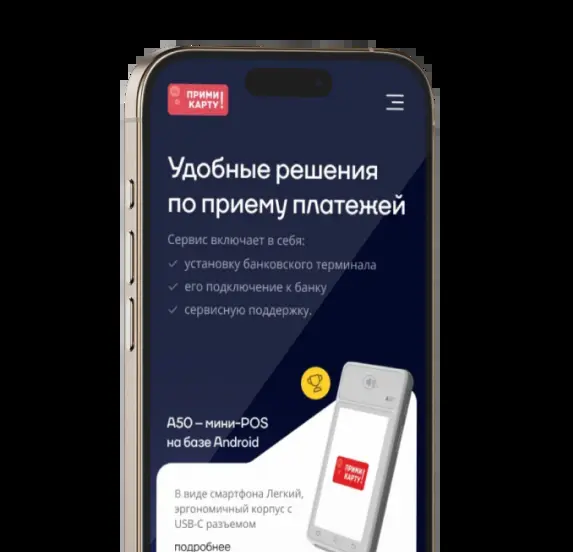 ПРИМИ
КАРТУ!
Удобные решения
по приему платежей
Сервис включает в себя:
установку банковского терминала
его подключение к банку
сервисную поддержку.
A50 – мини-POS
на базе Android
A50
ПРИМИ
КАРТУ!
В виде смартфона Легкий,
эргономичный корпус с
USB-C разъемом
подробнее